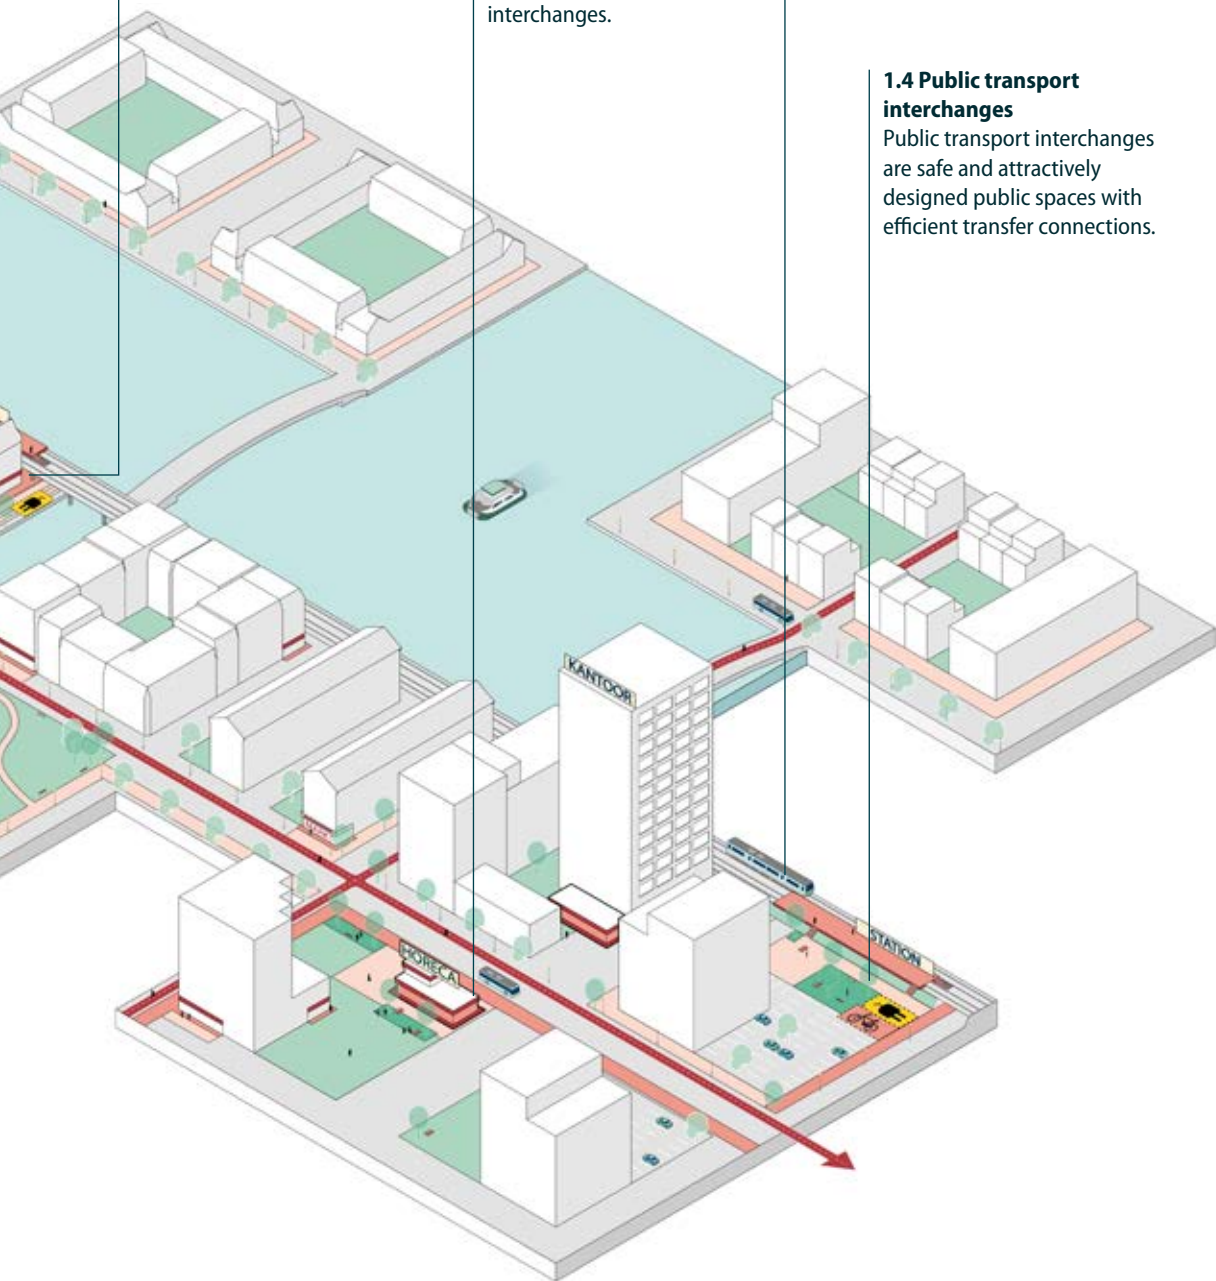 interchanges.
1.4 Public transport
interchanges
Public transport interchanges
are safe and attractively
designed public spaces with
efficient transfer connections.
KANTOOR
HORECA
STATION